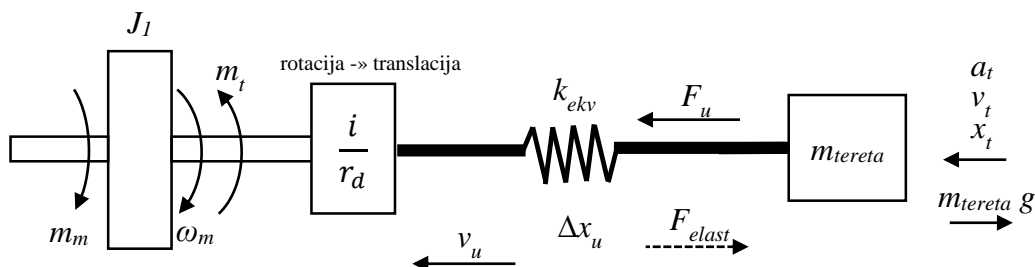 J1
rotacija -» translacija
mt
kekv
Fu
at
vt
xt
i
rd
mtereta
mtereta g
mm
ωm
Δxu
Felast
vu